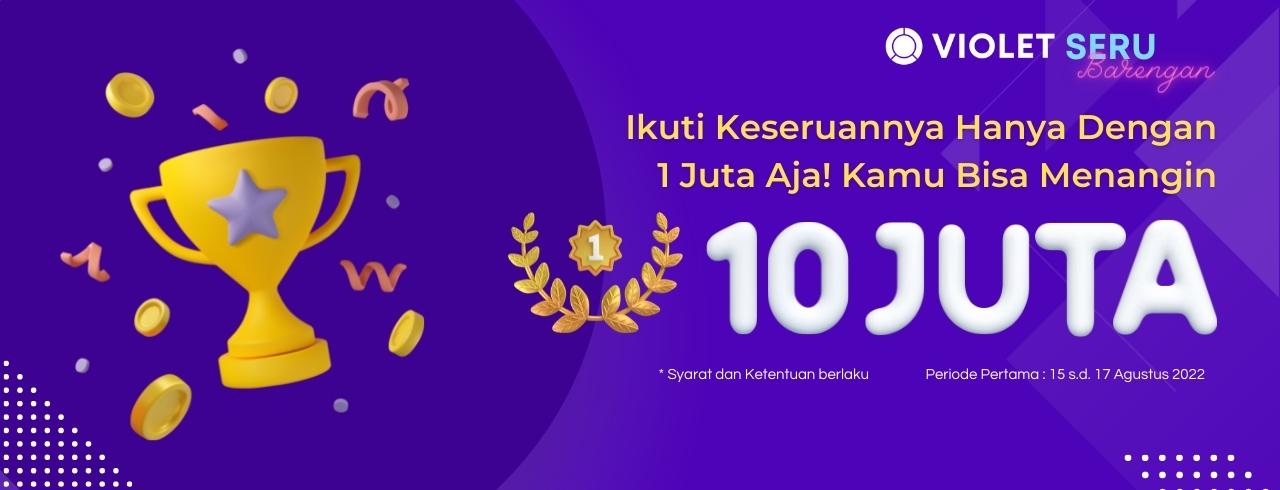 VIOLET SERU
Barengan
Ikuti Keseruannya Hanya Dengan
1 Juta Aja! Kamu Bisa Menangin
1
10 JUTA
* Syarat dan Ketentuan berlaku
Periode Pertama : 15 s.d. 17 Agustus 2022